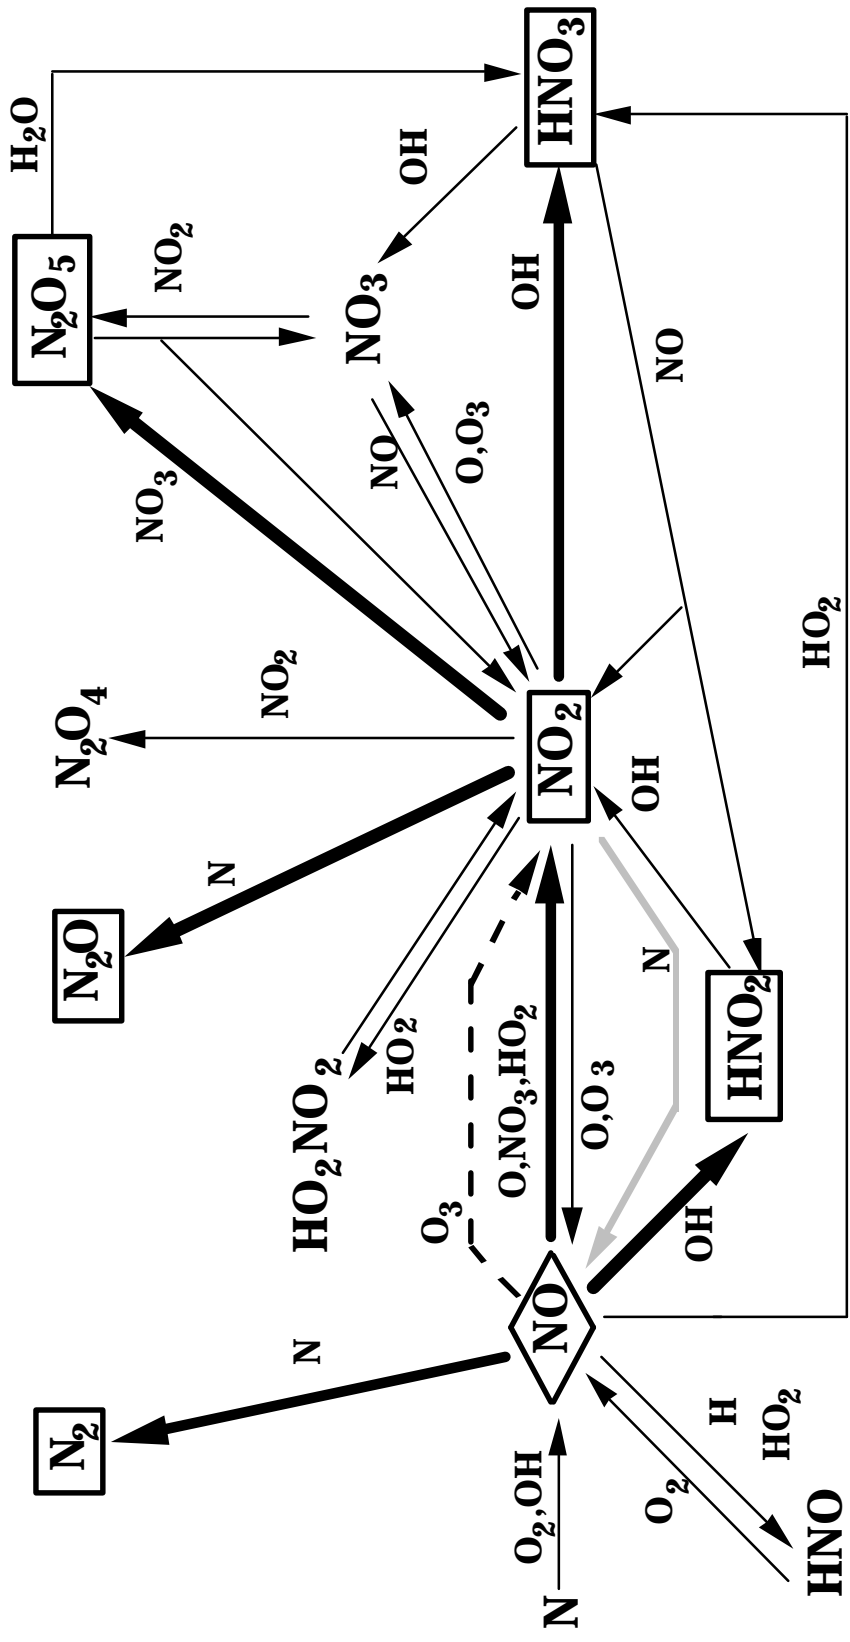 H₂O
N₂
N₂O
N₂O₄
N₂O₅
NO₃
NO₂
N
NO₂
N
HO₂NO₂
NO₃
NO
HO₂
OH
O₃
O,O₃
O,NO₃,HO₂
O₂,OH
OH
N
NO
NO₂
HNO₃
O,O₃
O₂
N
OH
NO
OH
H
HNO₂
HO₂
HNO
HO₂